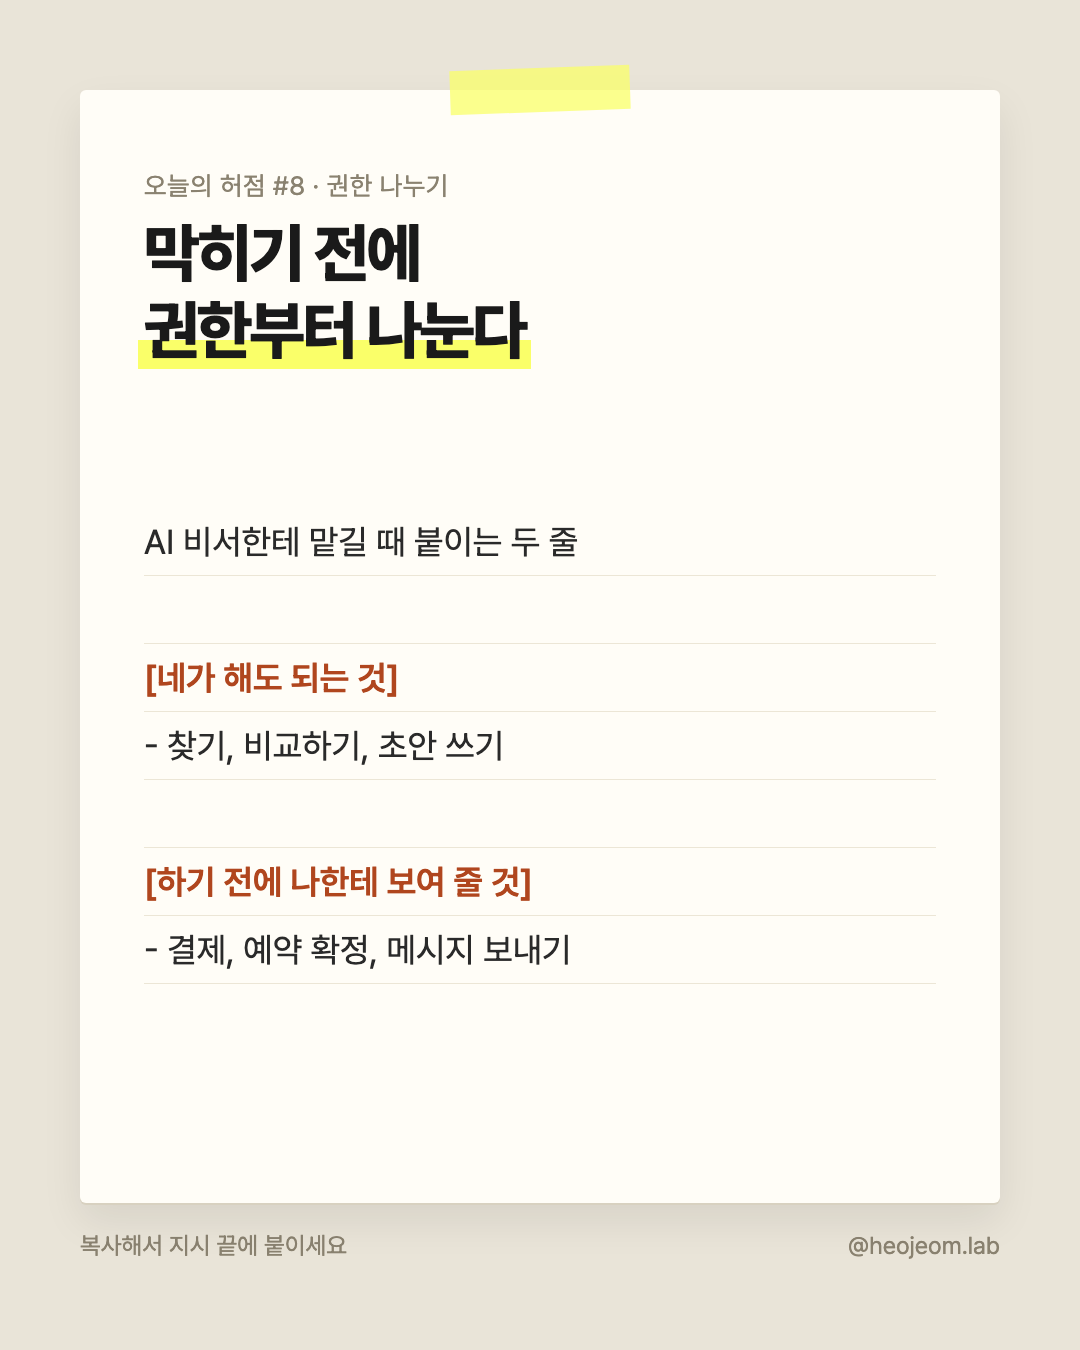 오늘의 허점 #8 · 권한 나누기
막히기 전에
권한부터 나눈다
AI 비서한테 맡길 때 붙이는 두 줄
[네가 해도 되는 것]
- 찾기, 비교하기, 초안 쓰기
[하기 전에 나한테 보여 줄 것]
- 결제, 예약 확정, 메시지 보내기
복사해서 지시 끝에 붙이세요
@heojeom.lab